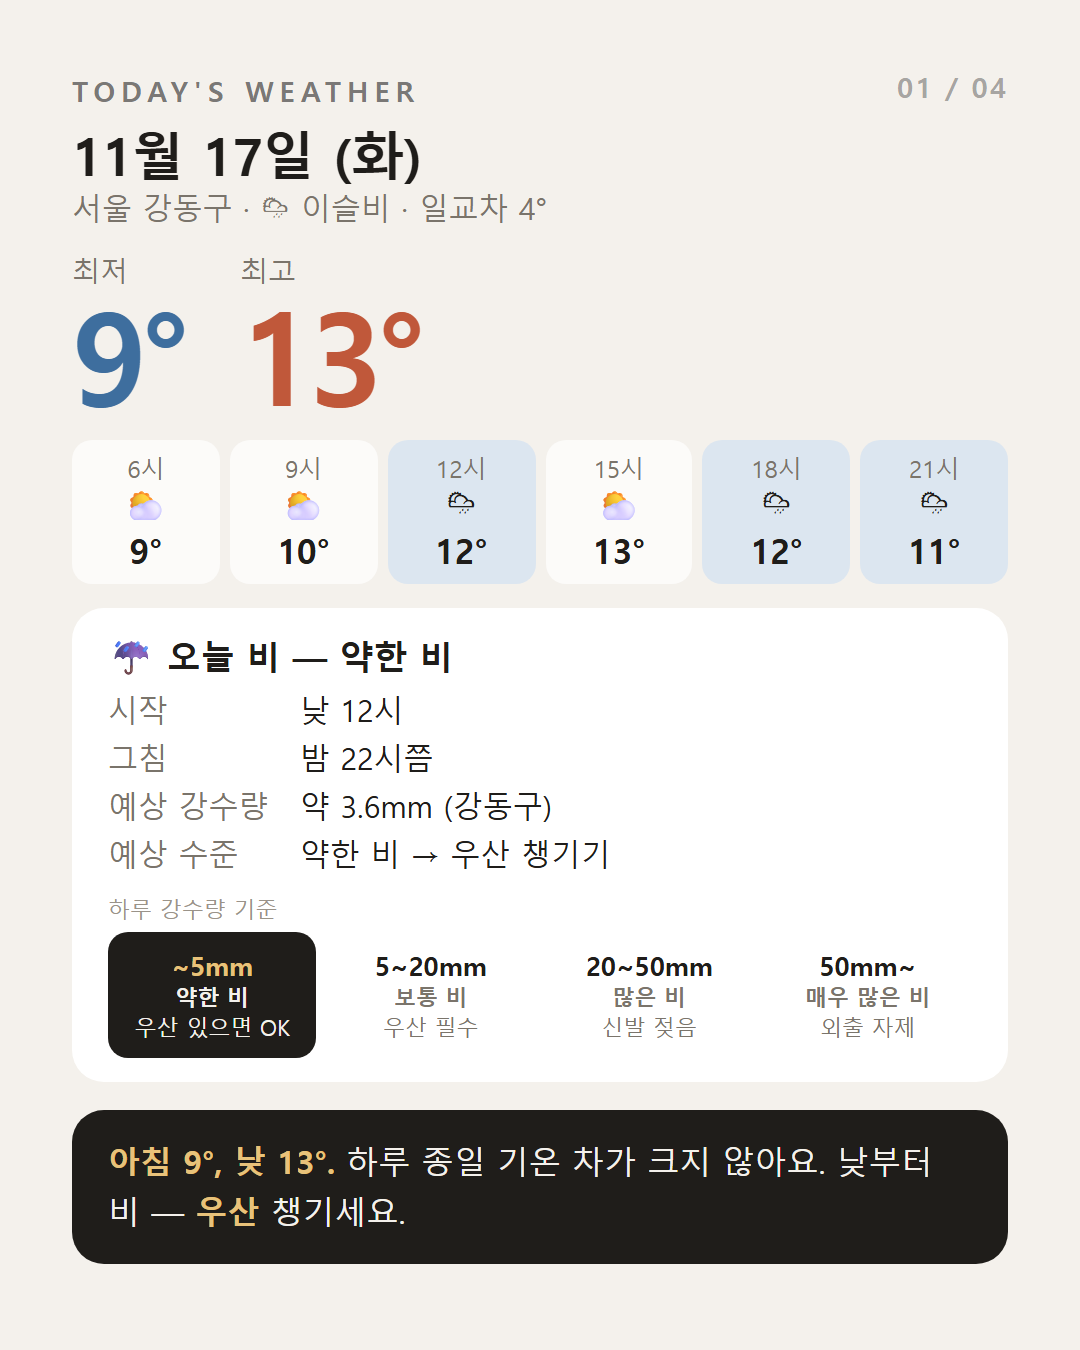 TODAY'S WEATHER
01 / 04
11월 17일 (화)
서울 강동구 · 🌦 이슬비 · 일교차 4°
최저 최고
9° 13°
6시 9시 12시 15시 18시 21시
9° 10° 12° 13° 12° 11°
☔ 오늘 비 — 약한 비
시작 낮 12시
그침 밤 22시쯤
예상 강수량 약 3.6mm (강동구)
예상 수준 약한 비 → 우산 챙기기
하루 강수량 기준
~5mm 5~20mm 20~50mm 50mm~
약한 비 보통 비 많은 비 매우 많은 비
우산 있으면 OK 우산 필수 신발 젖음 외출 자제
아침 9°, 낮 13°. 하루 종일 기온 차가 크지 않아요. 낮부터
비 — 우산 챙기세요.